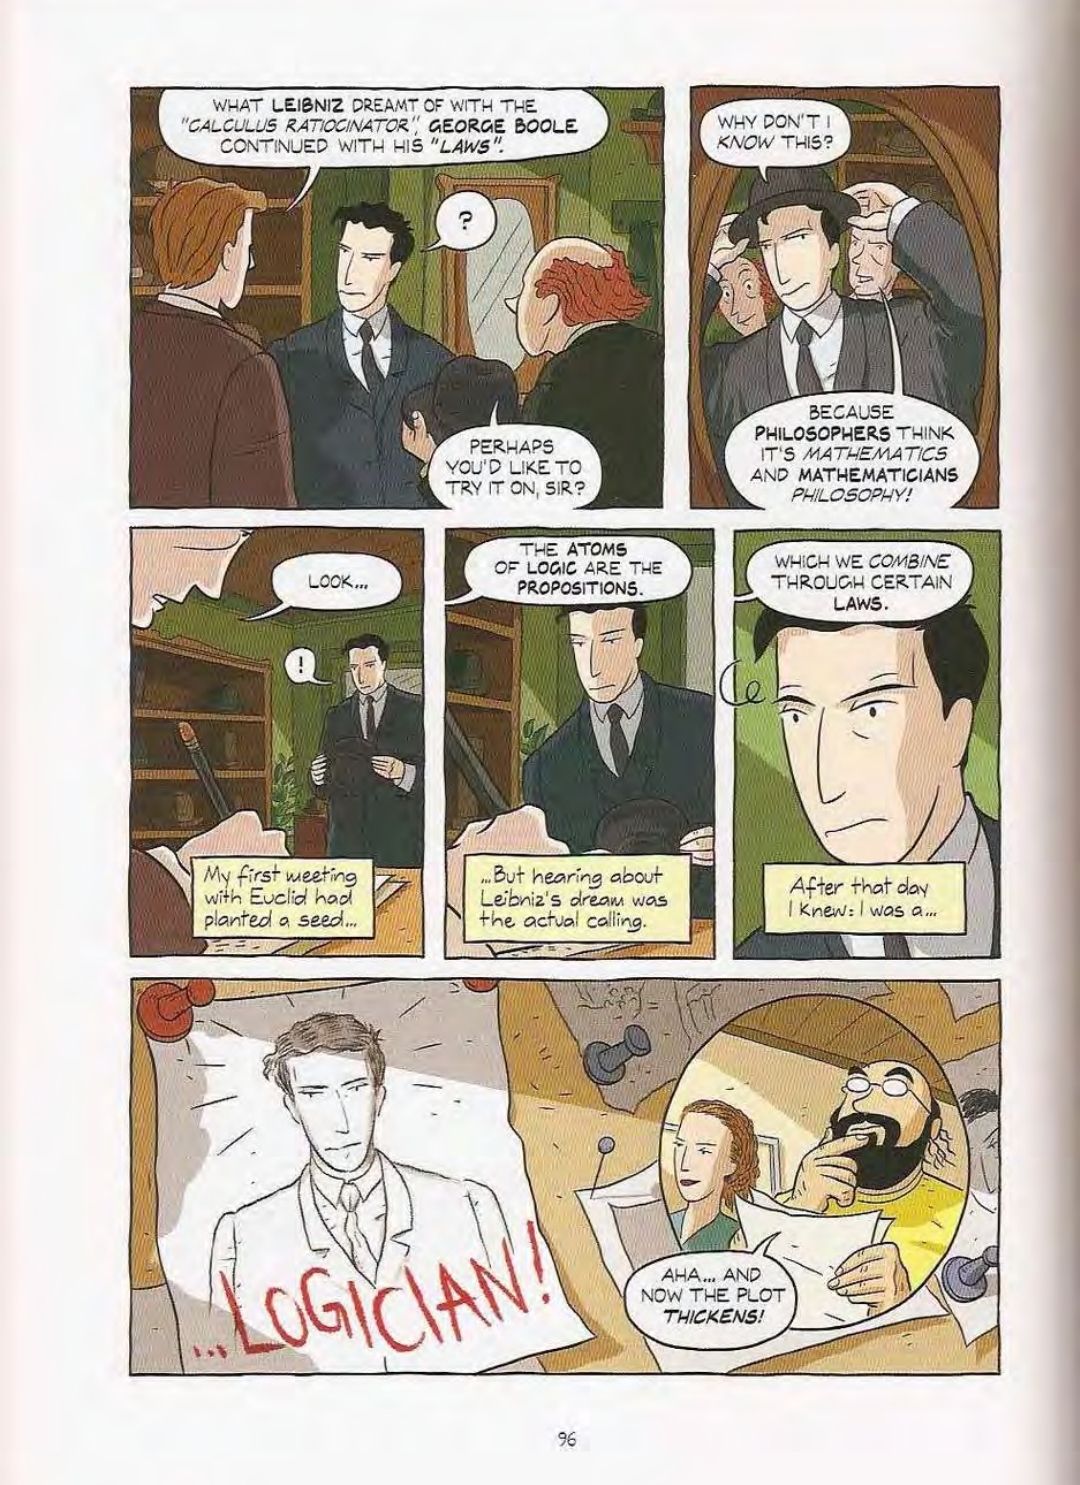 WHAT LEIBNIZ DREAMT OF WITH THE
"CALCULUS RATIOCINATOR", GEORGE BOOLE
CONTINUED WITH HIS "LAWS".
?
PERHAPS
YOU'D LIKE TO
TRY IT ON, SIR?
WHY DON'T I
KNOW THIS?
BECAUSE
PHILOSOPHERS THINK
IT'S MATHEMATICS
AND MATHEMATICIANS
PHILOSOPHY!
LOOK...
!
My first meeting
with Euclid had
planted a seed...
THE ATOMS
OF LOGIC ARE THE
PROPOSITIONS.
...But hearing about
Leibniz's dream was
the actual calling.
WHICH WE COMBINE
THROUGH CERTAIN
LAWS.
After that day
I knew: I was a...
...LOGICIAN!
AHA... AND
NOW THE PLOT
THICKENS!
96